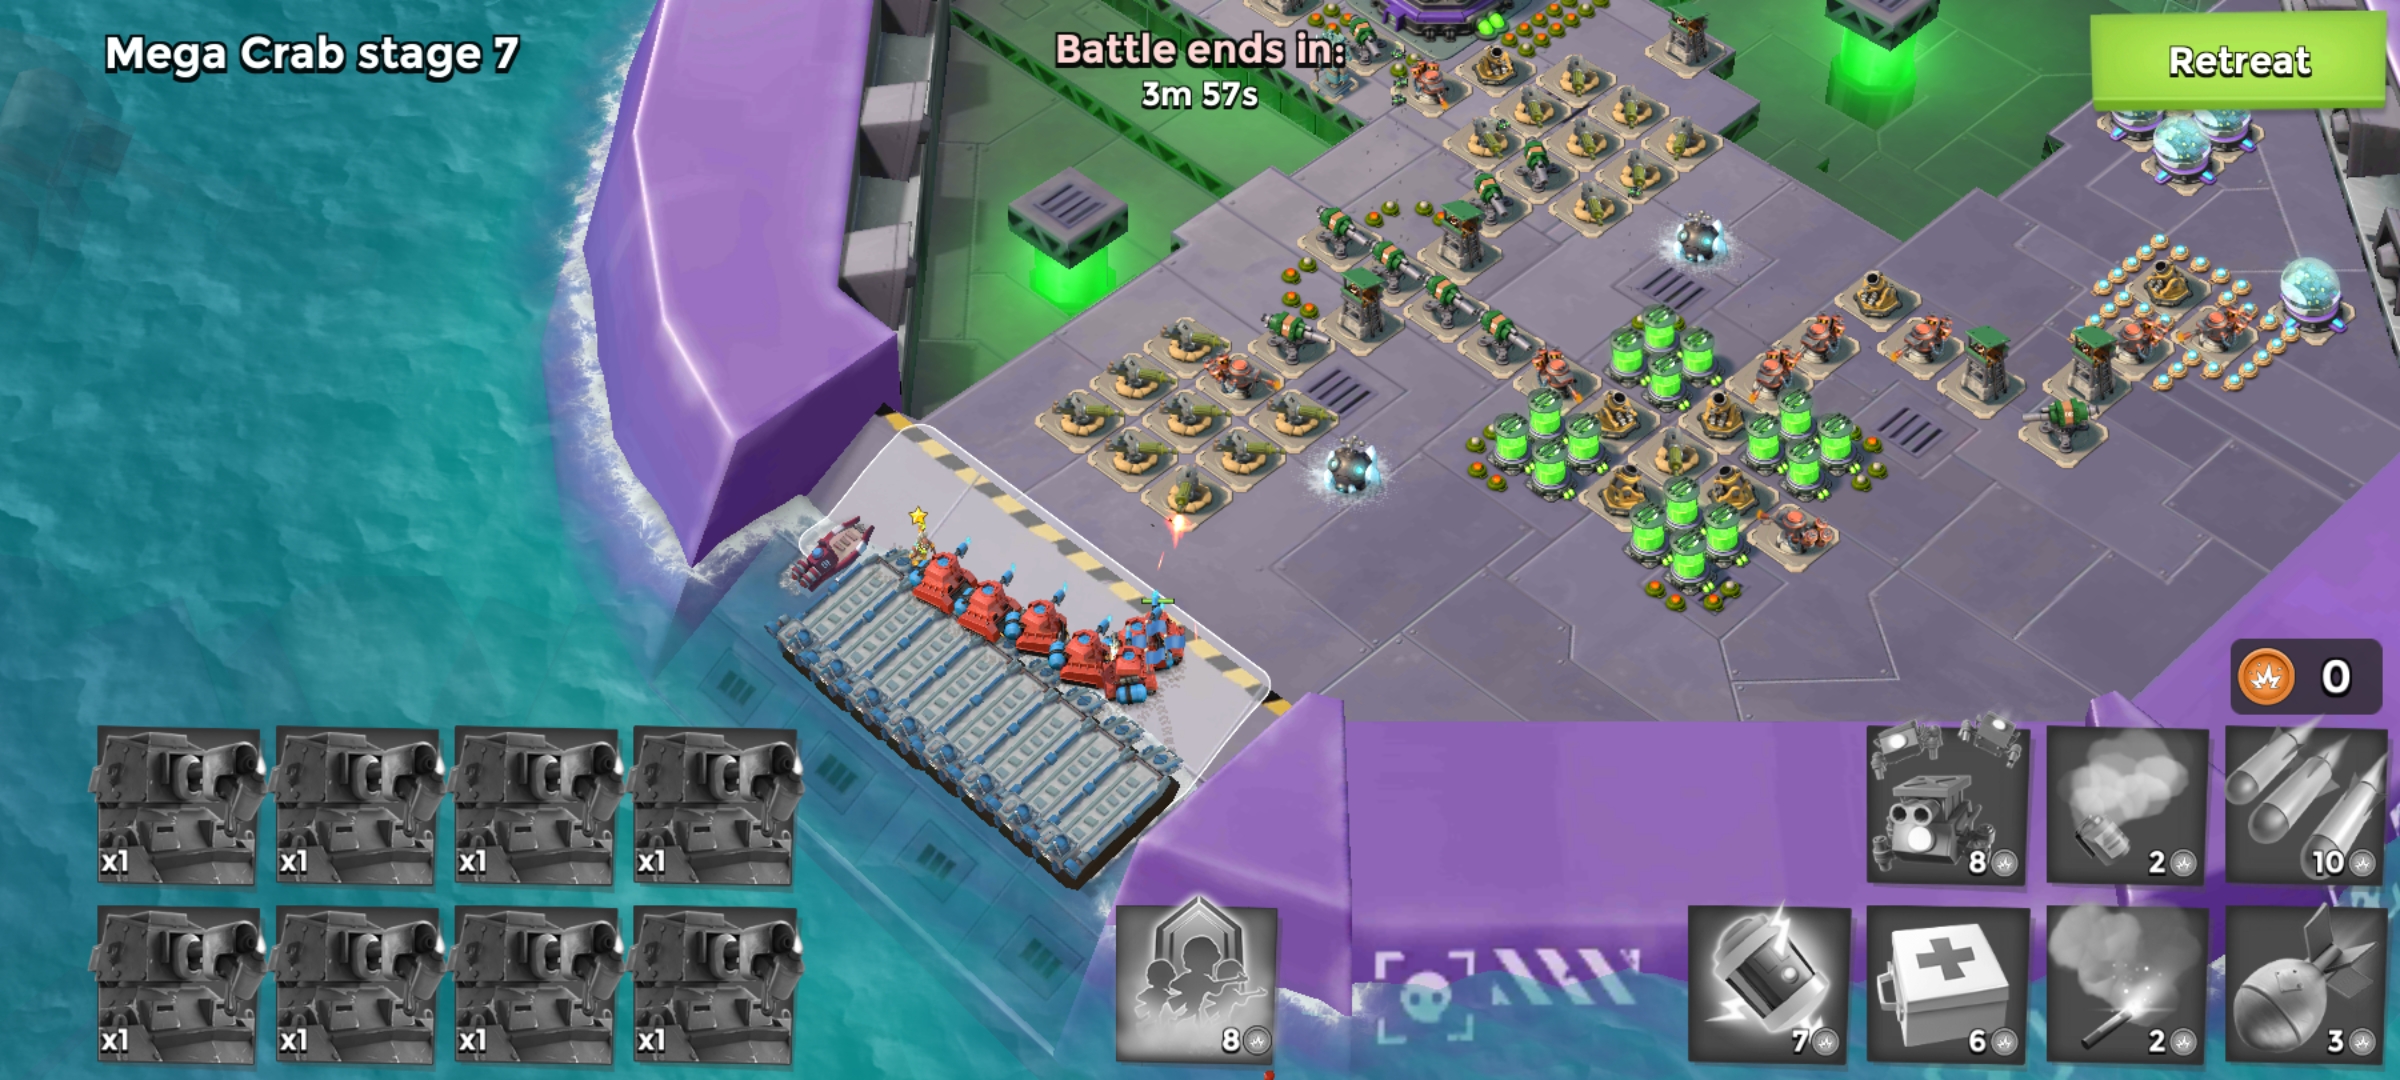 Mega Crab stage 7
Battle ends in:
3m 57s
Retreat
0
x1
x1
x1
x1
8
2
10
x1
x1
x1
x1
8
7
6
2
3